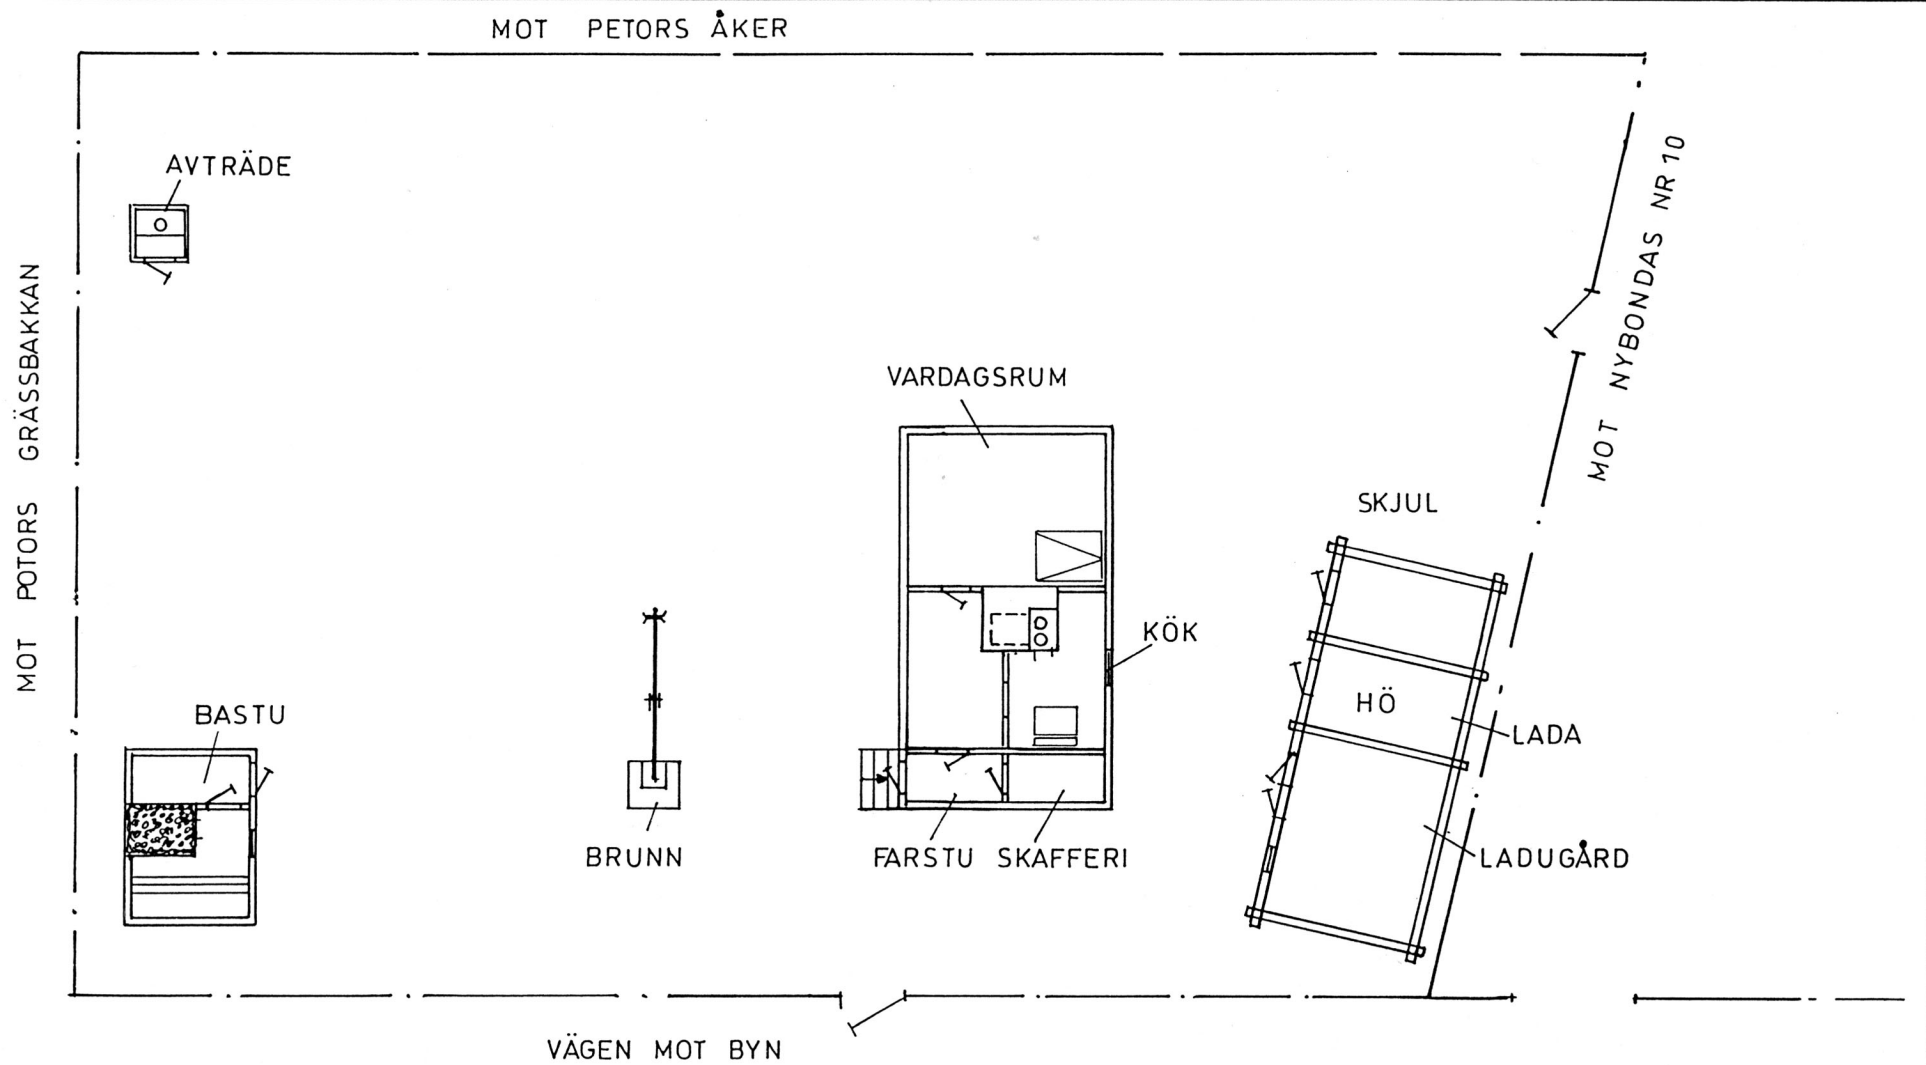 MOT PETORS ÅKER
AVTRÄDE
MOT NYBONDAS NR 10
MOT POTORS GRÄSSBAKKAN
VARDAGSRUM
SKJUL
KÖK
HÖ
BASTU
LADA
BRUNN
FARSTU
SKAFFERI
LADUGÅRD
VÄGEN MOT BYN